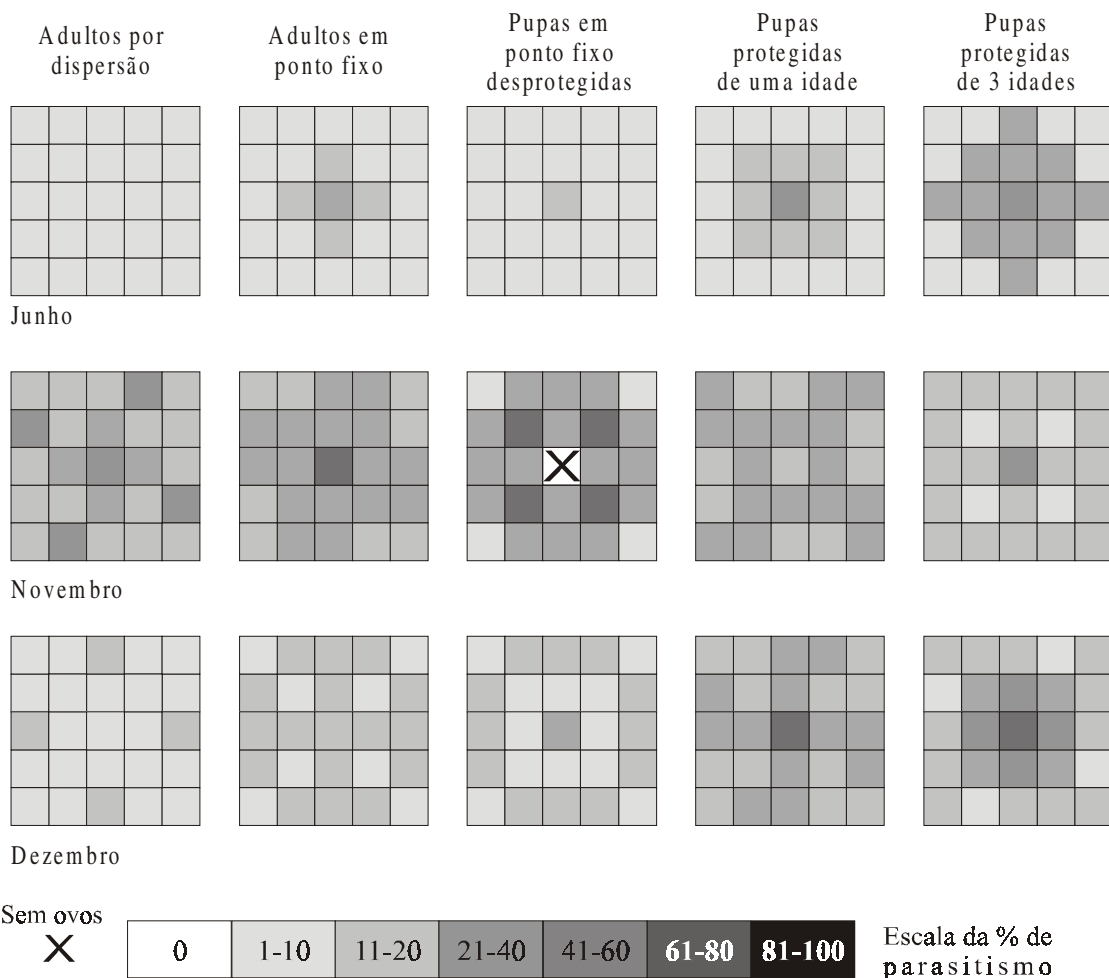 Adultos por
dispersão
Adultos em
ponto fixo
Pupas em
ponto fixo
desprotegidas
Pupas
protegidas
de uma idade
Pupas
protegidas
de 3 idades
Junho
Novembro
Dezembro
Sem ovos
X
0 1-10 11-20 21-40 41-60 61-80 81-100
Escala da % de
parasitismo